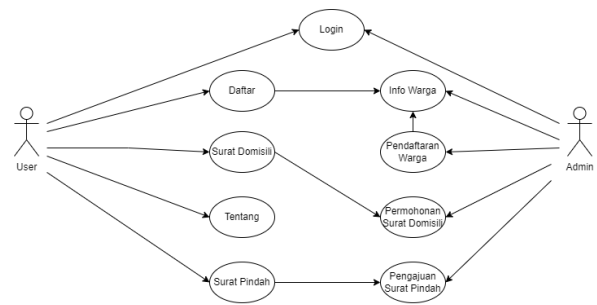 Login
Daftar
Info Warga
User
Surat Domisili
Pendaftaran
Warga
Admin
Tentang
Permohonan
Surat Domisili
Surat Pindah
Pengajuan
Surat Pindah